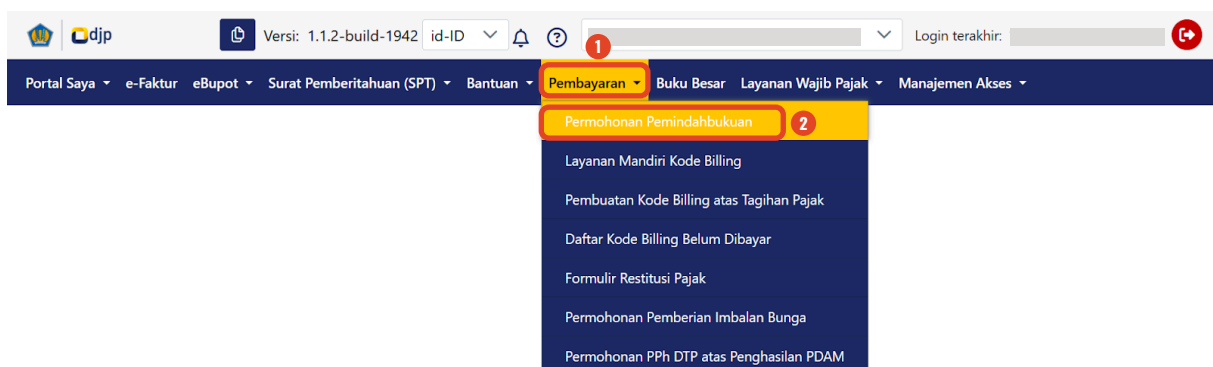 djp Versi: 1.1.2-build-1942 id-ID Login terakhir:
1
Portal Saya e-Faktur eBupot Surat Pemberitahuan (SPT) Bantuan Pembayaran Buku Besar Layanan Wajib Pajak Manajemen Akses
Permohonan Pemindahbukuan 2
Layanan Mandiri Kode Billing
Pembuatan Kode Billing atas Tagihan Pajak
Daftar Kode Billing Belum Dibayar
Formulir Restitusi Pajak
Permohonan Pemberian Imbalan Bunga
Permohonan PPh DTP atas Penghasilan PDAM